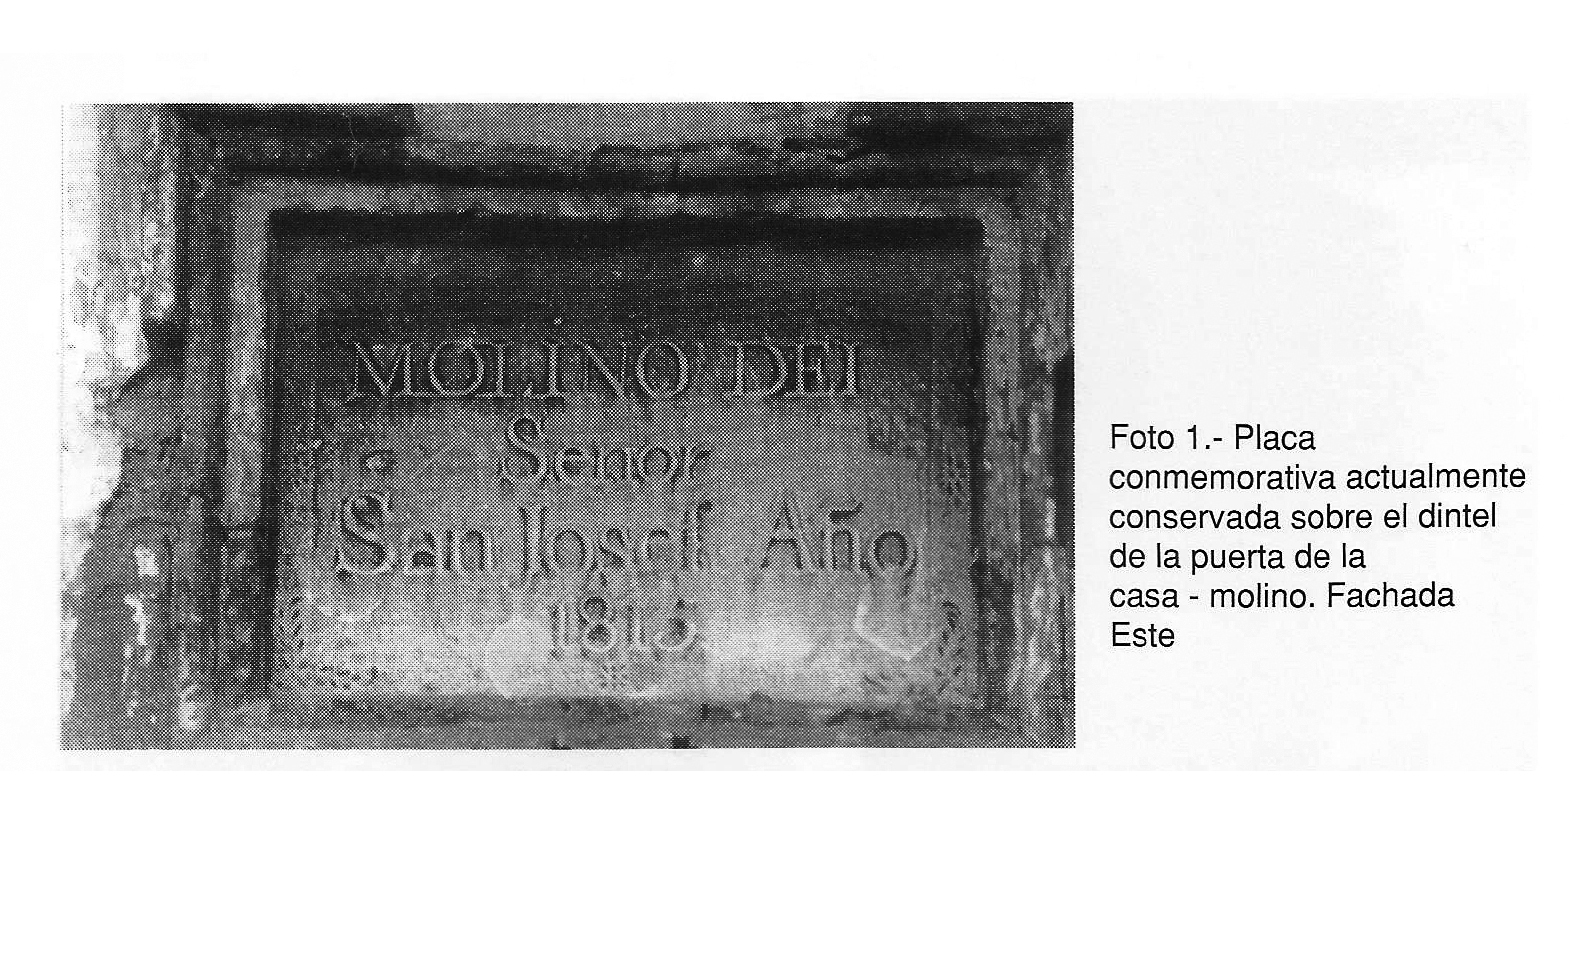 MOLINO DEL
Señor
San Josef Año
1815
Foto 1.- Placa
conmemorativa actualmente
conservada sobre el dintel
de la puerta de la
casa - molino. Fachada
Este